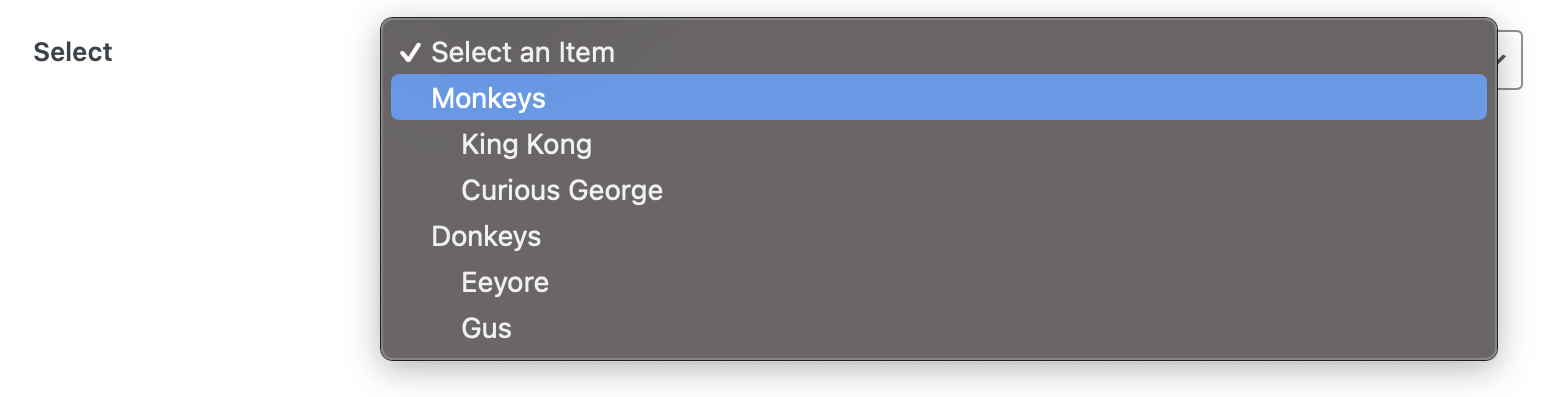 Select
Select an Item
Monkeys
King Kong
Curious George
Donkeys
Eeyore
Gus